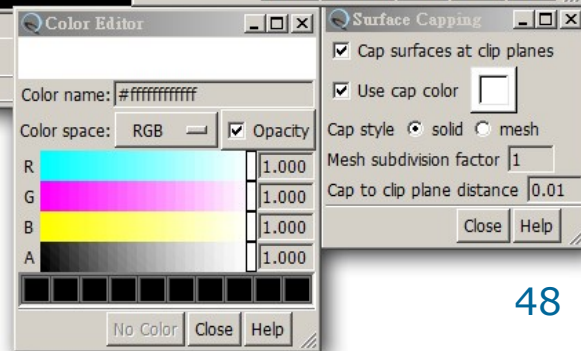 Color Editor
Color name: #ffffffffffff
Color space: RGB Opacity
R 1.000
G 1.000
B 1.000
A 1.000
No Color Close Help
Surface Capping
Cap surfaces at clip planes
Use cap color
Cap style solid mesh
Mesh subdivision factor 1
Cap to clip plane distance 0.01
Close Help
48